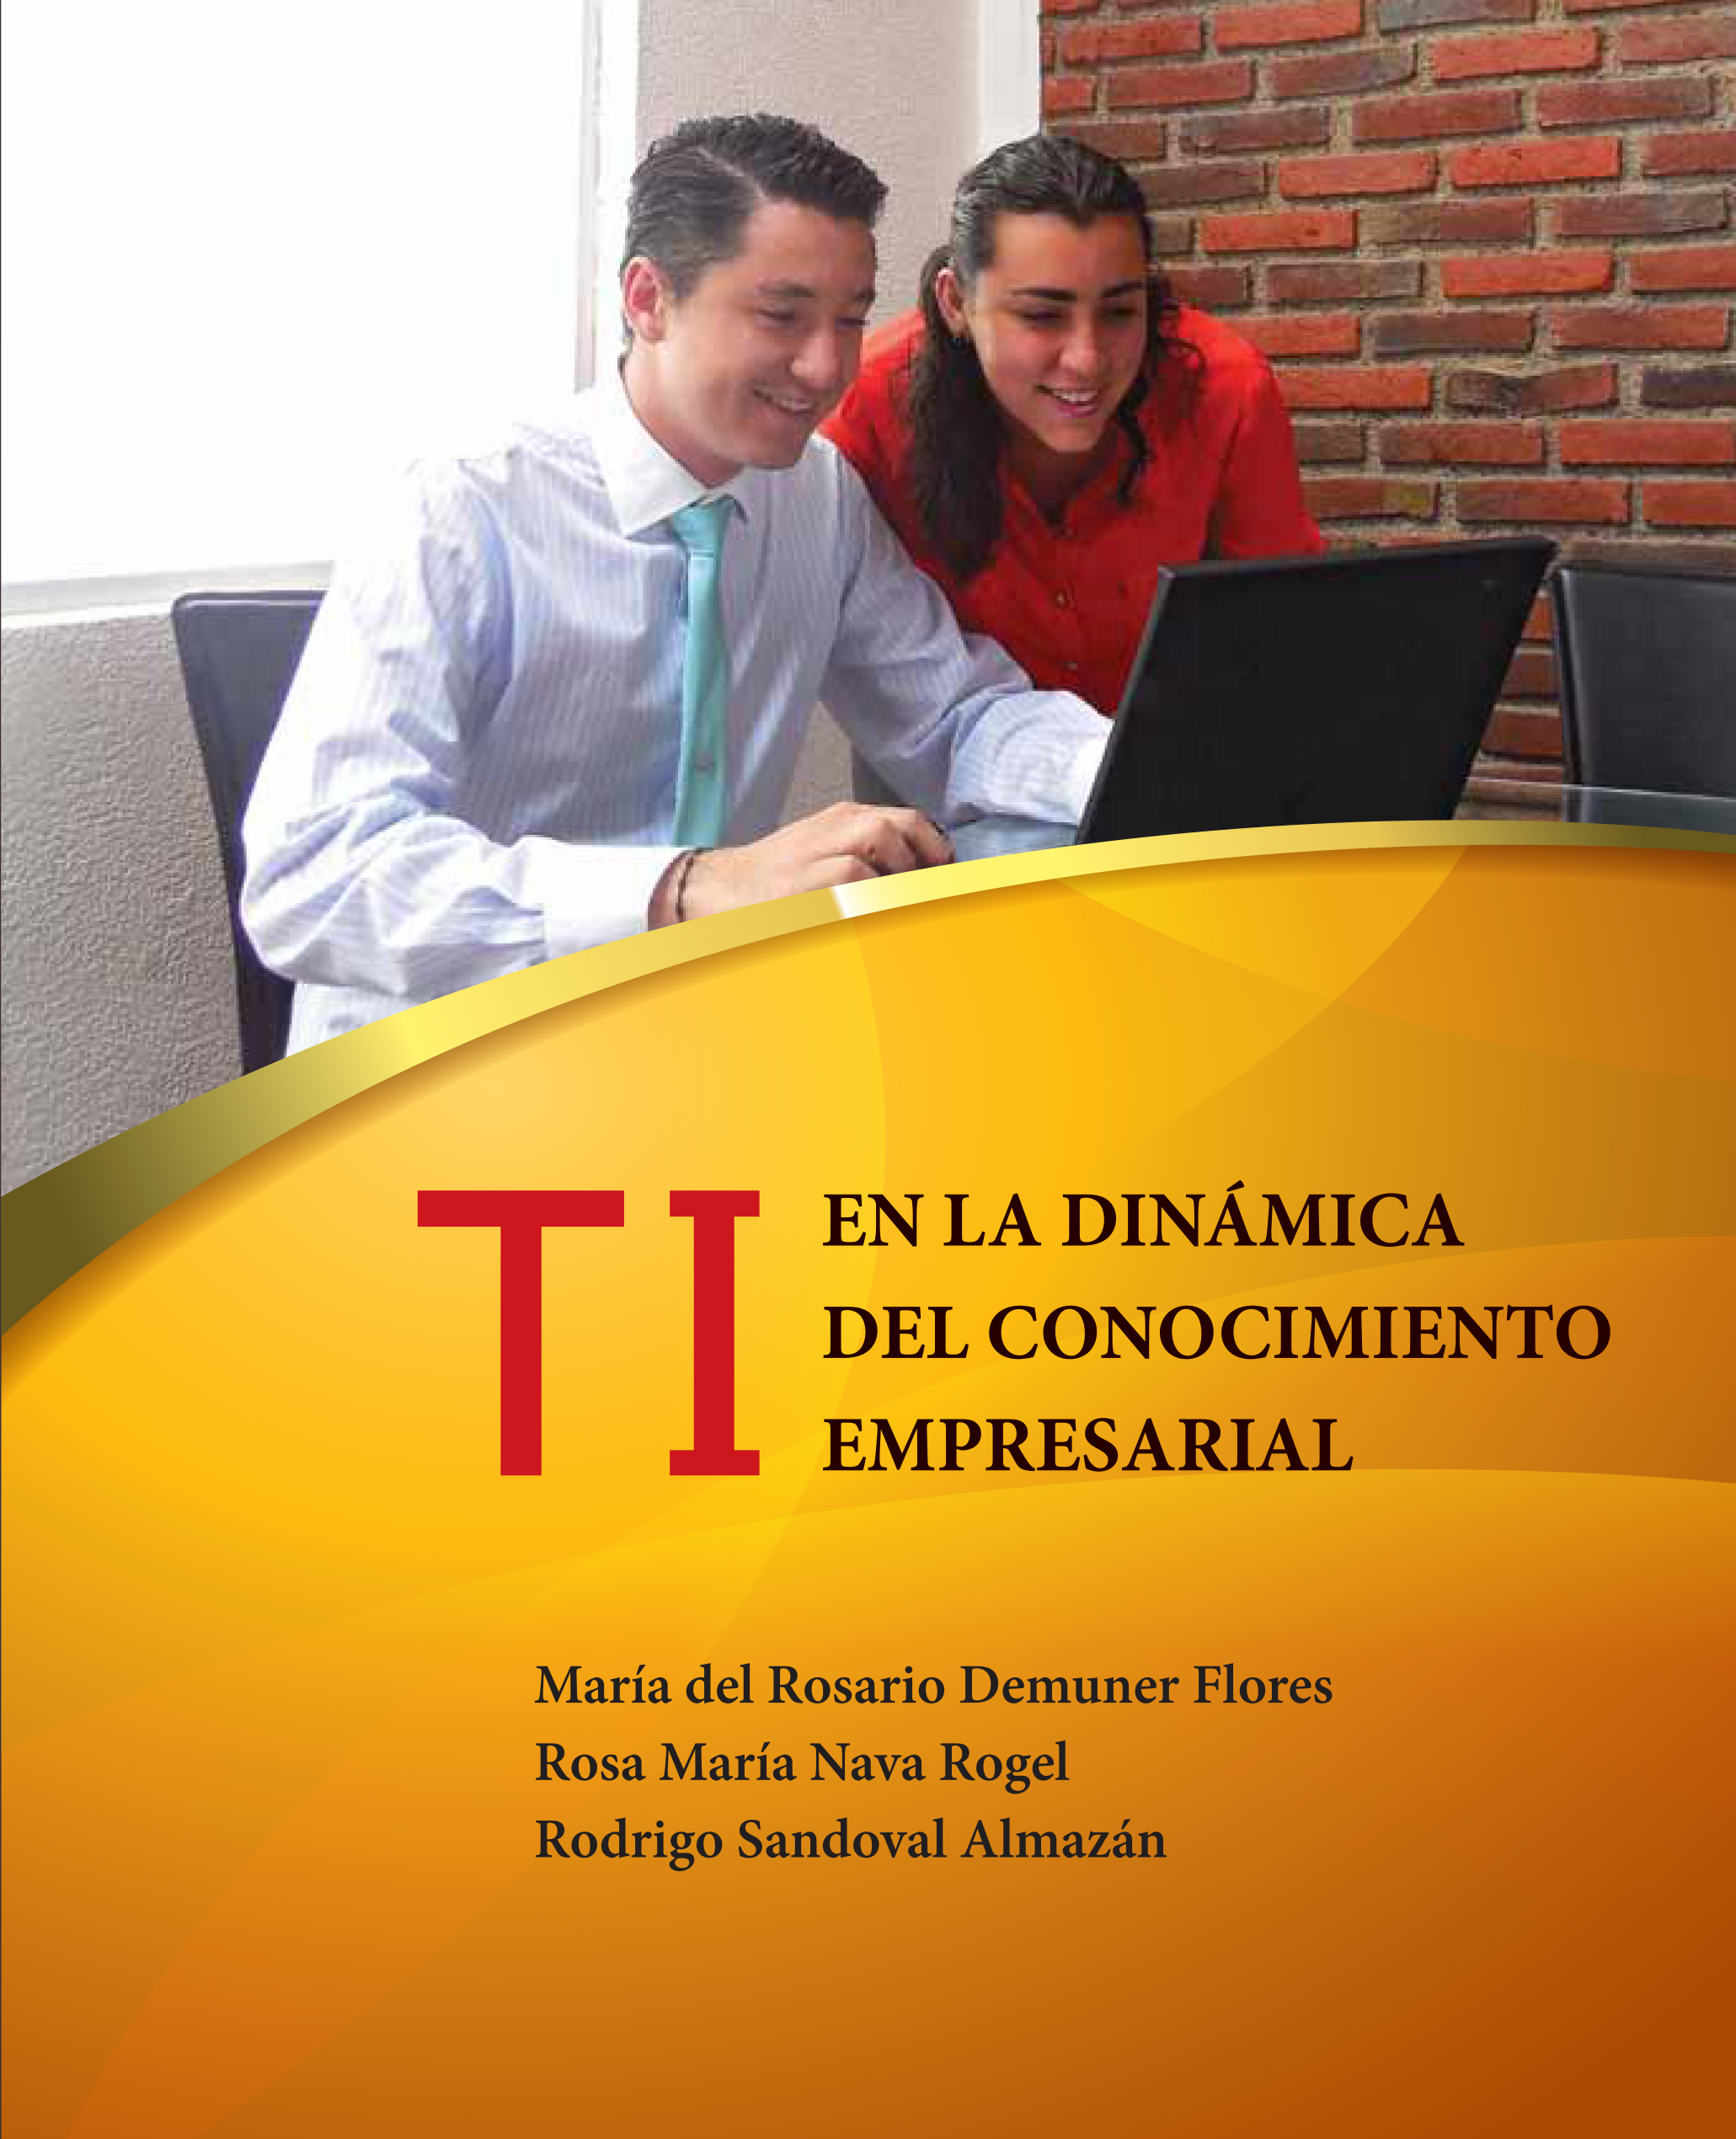 TI EN LA DINÁMICA
DEL CONOCIMIENTO
EMPRESARIAL
María del Rosario Demuner Flores
Rosa María Nava Rogel
Rodrigo Sandoval Almazán